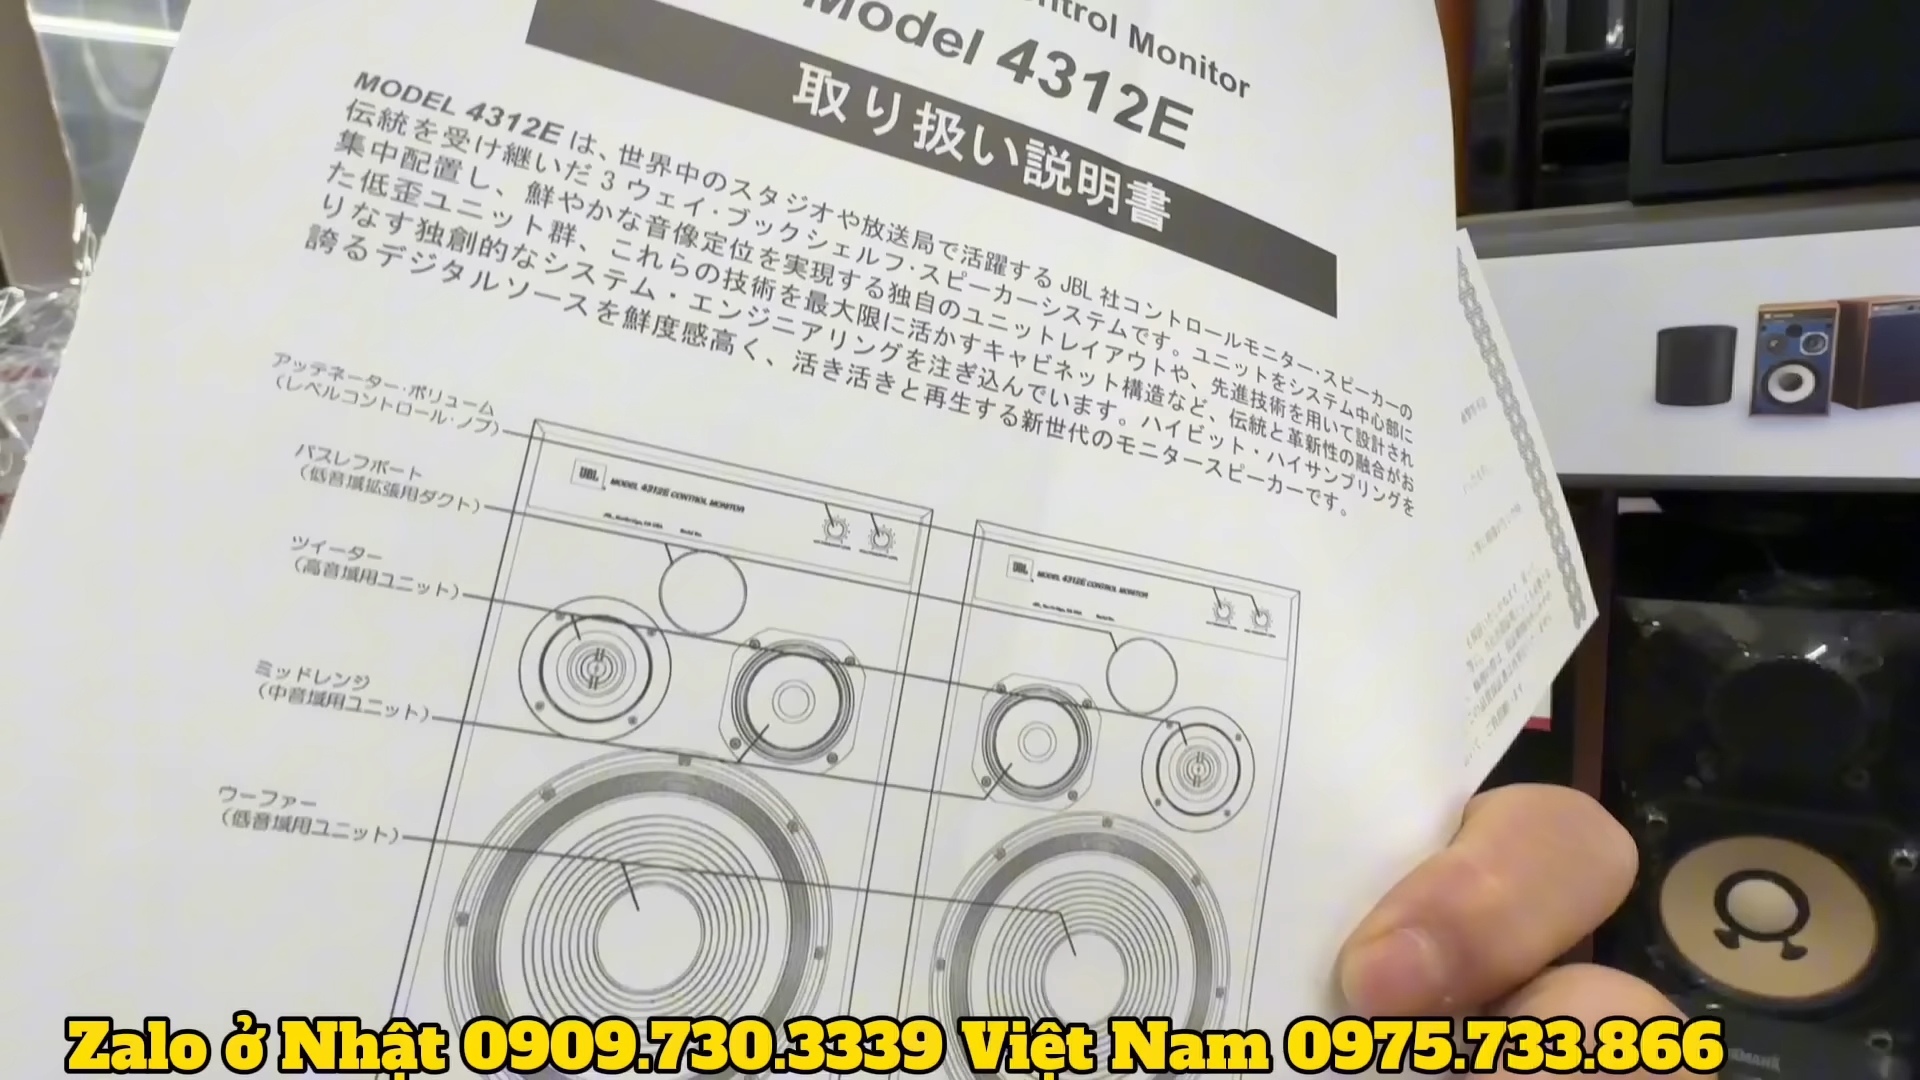 ntrol Monitor
Model 4312E
取り扱い説明書
MODEL 4312E は、世界中のスタジオや放送局で活躍する JBL 社コントロールモニター・スピーカーの
伝統を受け継いだ 3 ウェイ・ブックシェルフ・スピーカーシステムです。ユニットをシステム中心部に
集中配置し、鮮やかな音像定位を実現する独自のユニットレイアウトや、先進技術を用いて設計され
た低歪ユニット群、これらの技術を最大限に活かすキャビネット構造など、伝統と革新性の融合がお
りなす独創的なシステム・エンジニアリングを注ぎ込んでいます。ハイビット・ハイサンプリングを
誇るデジタルソースを鮮度感高く、活き活きと再生する新世代のモニタースピーカーです。
アッテネーター・ボリューム
（レベルコントロール・ノブ）
バスレフポート
（低音域拡張用ダクト）
ツイーター
（高音域用ユニット）
ミッドレンジ
（中音域用ユニット）
ウーファー
（低音域用ユニット）
JBL MODEL 4312E CONTROL MONITOR
JBL MODEL 4312E CONTROL MONITOR
Zalo ở Nhật 0909.730.3339 Việt Nam 0975.733.866